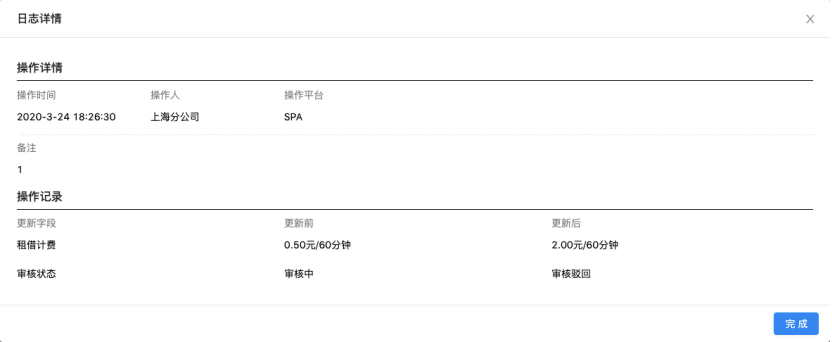 日志详情 X
操作详情
操作时间 操作人 操作平台
2020-3-24 18:26:30 上海分公司 SPA
备注
1
操作记录
更新字段 更新前 更新后
租借计费 0.50元/60分钟 2.00元/60分钟
审核状态 审核中 审核驳回
完 成